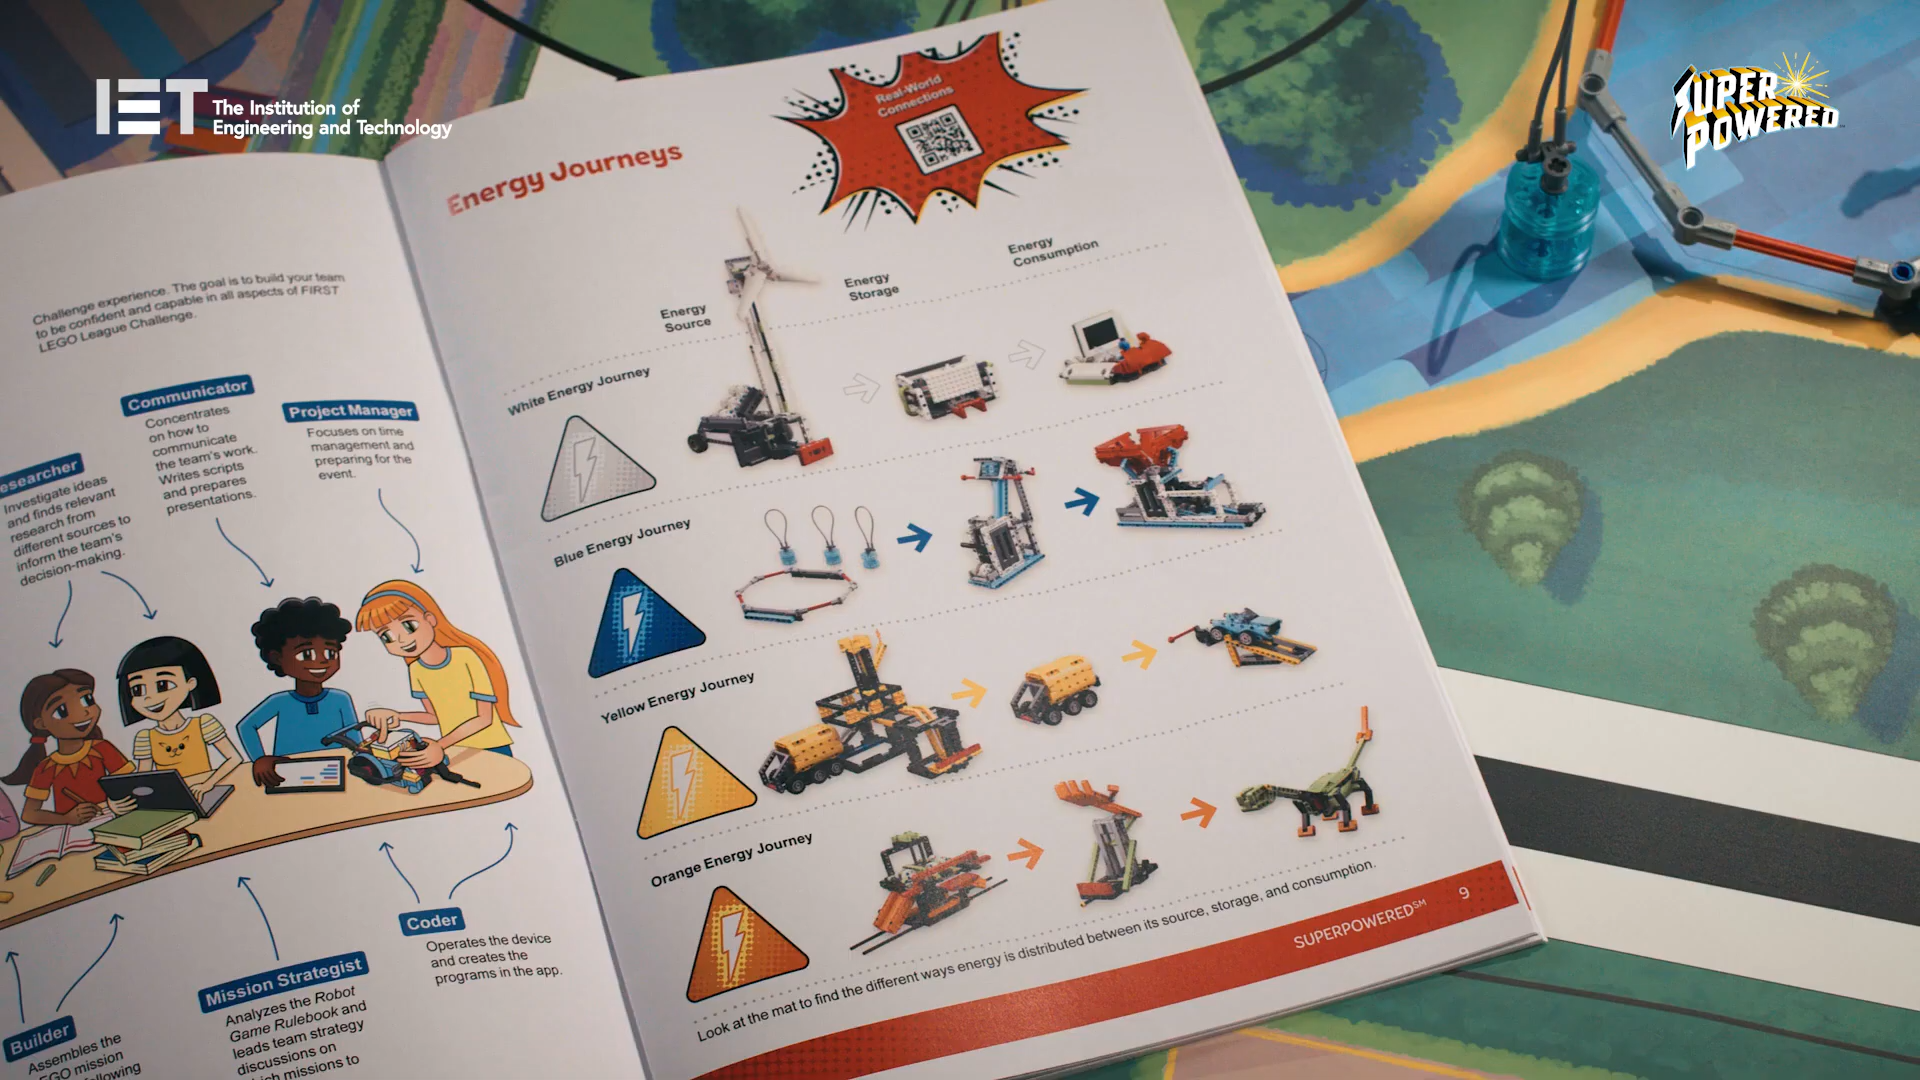 IET The Institution of
Engineering and Technology
SUPER
POWERED
Challenge experience. The goal is to build your team
to be confident and capable in all aspects of FIRST
LEGO League Challenge.
Communicator
Concentrates
on how to
communicate
the team's work.
Writes scripts
and prepares
presentations.
Project Manager
Focuses on time
management and
preparing for the
event.
esearcher
Investigate ideas
and finds relevant
research from
different sources to
inform the team's
decision-making.
Builder
Assembles the
EGO mission
following
Mission Strategist
Analyzes the Robot
Game Rulebook and
leads team strategy
discussions on
missions to
Coder
Operates the device
and creates the
programs in the app.
Energy Journeys
Real-World
Connections
Energy
Source
Energy
Storage
Energy
Consumption
White Energy Journey
Blue Energy Journey
Yellow Energy Journey
Orange Energy Journey
Look at the mat to find the different ways energy is distributed between its source, storage, and consumption.
SUPERPOWERED℠ 9